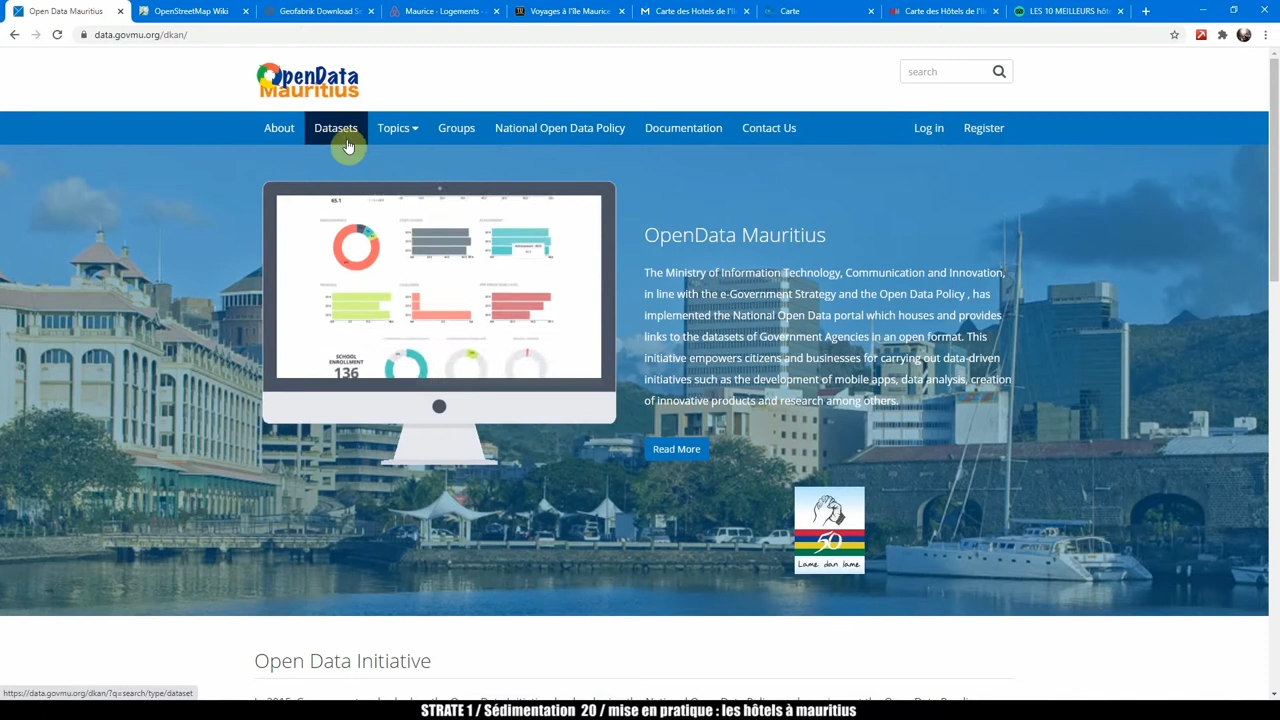 Open Data Mauritius
OpenStreetMap Wiki
Geofabrik Download S
Maurice - Logements -
Voyages à l'île Maurice
Carte des Hotels de l'Il
Carte
Carte des Hôtels de l'Il
LES 10 MEILLEURS hôt
data.govmu.org/dkan/
OpenData
Mauritius
search
About
Datasets
Topics
Groups
National Open Data Policy
Documentation
Contact Us
Log in
Register
65.1
SCHOOL
ENROLLMENT
136
OpenData Mauritius
The Ministry of Information Technology, Communication and Innovation,
in line with the e-Government Strategy and the Open Data Policy , has
implemented the National Open Data portal which houses and provides
links to the datasets of Government Agencies in an open format. This
initiative empowers citizens and businesses for carrying out data-driven
initiatives such as the development of mobile apps, data analysis, creation
of innovative products and research among others.
Read More
50
Lame dan lame
Open Data Initiative
https://data.govmu.org/dkan/?q=search/type/dataset
STRATE 1 / Sédimentation 20 / mise en pratique : les hôtels à mauritius